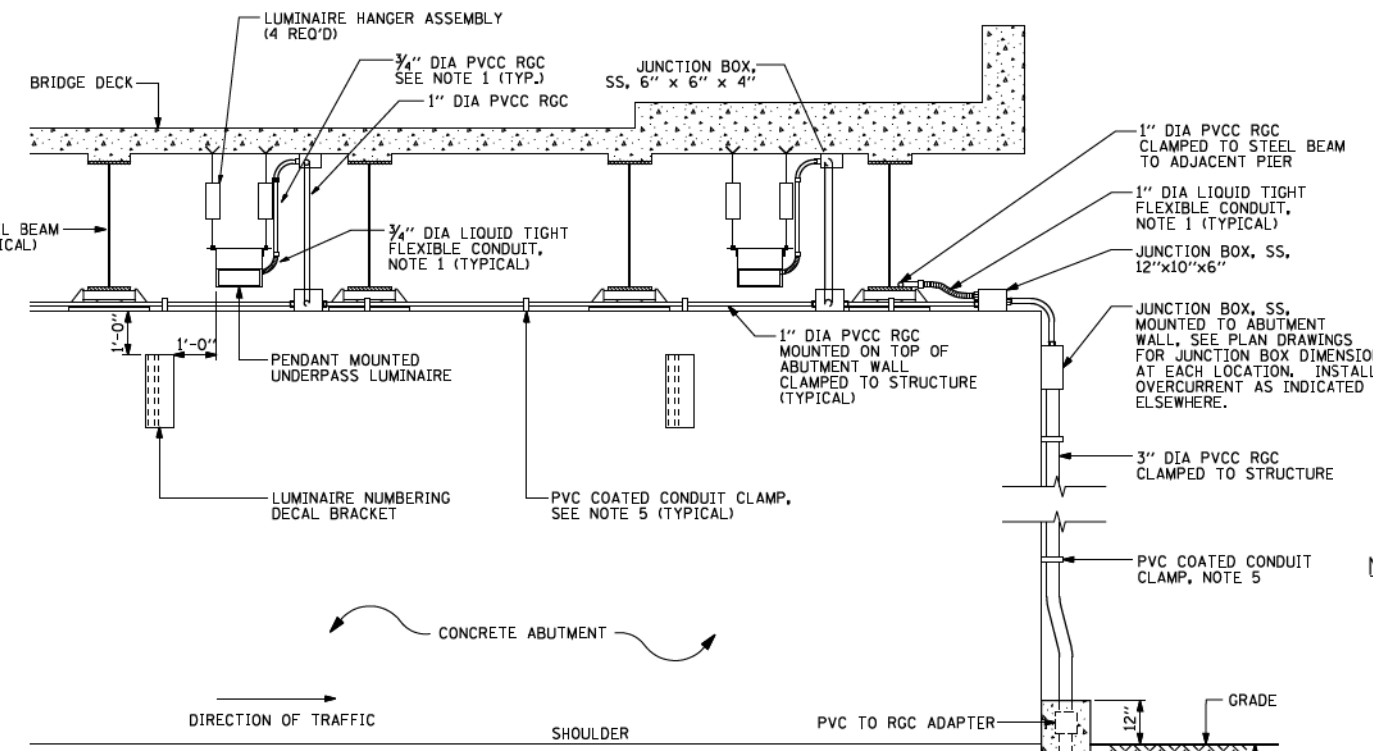 LUMINAIRE HANGER ASSEMBLY
(4 REQ'D)
BRIDGE DECK
3/4" DIA PVCC RGC
SEE NOTE 1 (TYP.)
1" DIA PVCC RGC
JUNCTION BOX,
SS, 6" x 6" x 4"
1" DIA PVCC RGC
CLAMPED TO STEEL BEAM
TO ADJACENT PIER
1" DIA LIQUID TIGHT
FLEXIBLE CONDUIT,
NOTE 1 (TYPICAL)
L BEAM
ICAL)
3/4" DIA LIQUID TIGHT
FLEXIBLE CONDUIT,
NOTE 1 (TYPICAL)
JUNCTION BOX, SS,
12"x10"x6"
JUNCTION BOX, SS,
MOUNTED TO ABUTMENT
WALL, SEE PLAN DRAWINGS
FOR JUNCTION BOX DIMENSIO
AT EACH LOCATION. INSTALL
OVERCURRENT AS INDICATED
ELSEWHERE.
1'-0"
1'-0"
PENDANT MOUNTED
UNDERPASS LUMINAIRE
1" DIA PVCC RGC
MOUNTED ON TOP OF
ABUTMENT WALL
CLAMPED TO STRUCTURE
(TYPICAL)
3" DIA PVCC RGC
CLAMPED TO STRUCTURE
LUMINAIRE NUMBERING
DECAL BRACKET
PVC COATED CONDUIT CLAMP,
SEE NOTE 5 (TYPICAL)
PVC COATED CONDUIT
CLAMP, NOTE 5
CONCRETE ABUTMENT
DIRECTION OF TRAFFIC
SHOULDER
PVC TO RGC ADAPTER
12"
GRADE